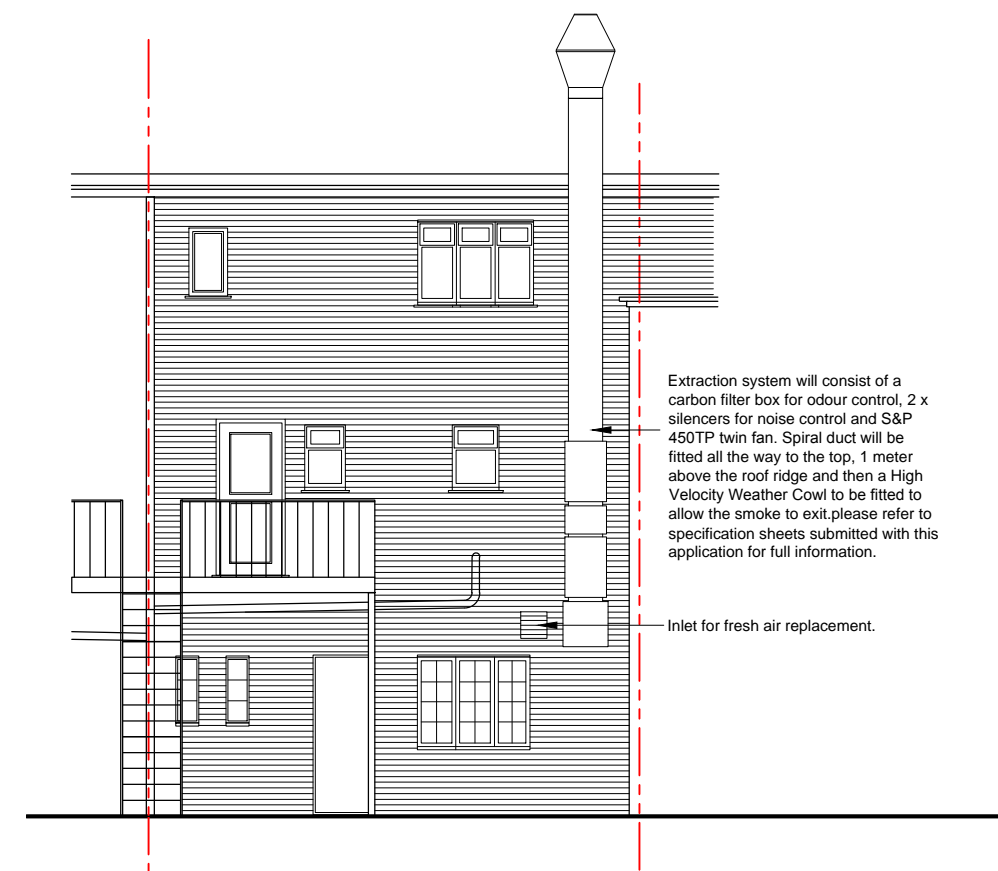 Extraction system will consist of a
carbon filter box for odour control, 2 x
silencers for noise control and S&P
450TP twin fan. Spiral duct will be
fitted all the way to the top, 1 meter
above the roof ridge and then a High
Velocity Weather Cowl to be fitted to
allow the smoke to exit.please refer to
specification sheets submitted with this
application for full information.
Inlet for fresh air replacement.